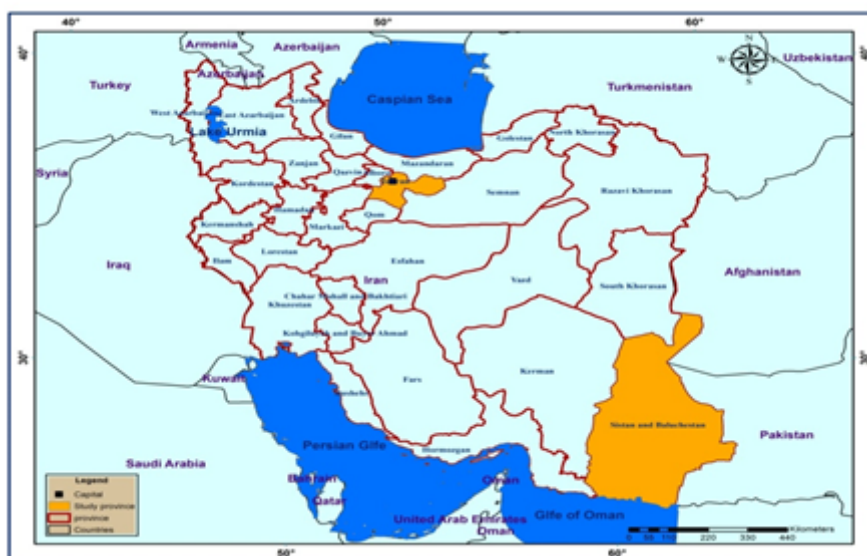 40°
50°
60°
Armenia
Azerbaijan
Uzbekistan
Turkey
Azerbaijan
Turkmenistan
Caspian Sea
N
W
E
S
40°
40°
Ardebil
West Azarbaijan
East Azarbaijan
Lake Urmia
Gilan
Golestan
North Khorasan
Zanjan
Qazvin
Mazandaran
Syria
Kordestan
Semnan
Razavi Khorasan
Hamadan
Qom
Kermanshah
Markazi
Iraq
Ilam
Lorestan
Esfahan
Afghanistan
Iran
Yazd
South Khorasan
Chahar Mahall and Bakhtiari
Khuzestan
Kohgiluyeh and Buyer Ahmad
30°
30°
Kuwait
Fars
Kerman
Bushehr
Sistan and Baluchestan
Pakistan
Persian Glfe
Hormozgan
Saudi Arabia
Bahrain
Oman
Qatar
United Arab Emirates
Oman
Glfe of Oman
Legend
Capital
Study province
province
Countries
Kilometers
0 55 110 220 330 440
50°
60°